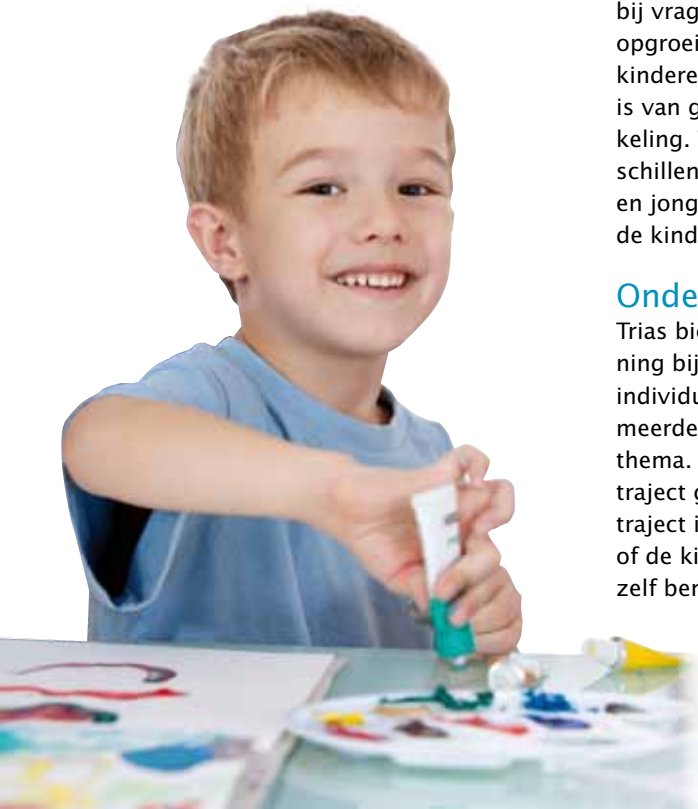 bij vrag
opgroei
kindere
is van g
keling.
schillen
en jong
de kind
Onde
Trias bi
ning bij
individu
meerde
thema.
traject g
traject i
of de ki
zelf ber